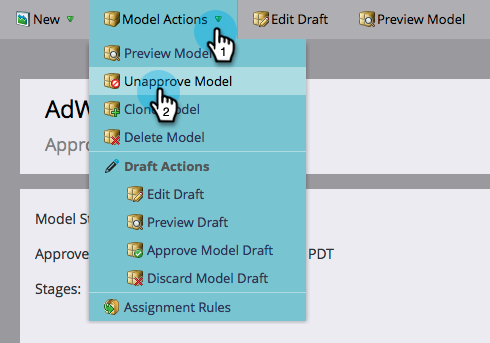 New Model Actions Edit Draft Preview Model
1
Preview Model
Unapprove Model
2
Clone Model
Delete Model
Draft Actions
Edit Draft
Preview Draft
Approve Model Draft
Discard Model Draft
Assignment Rules
AdW
Appro
Model St
Approve PDT
Stages: